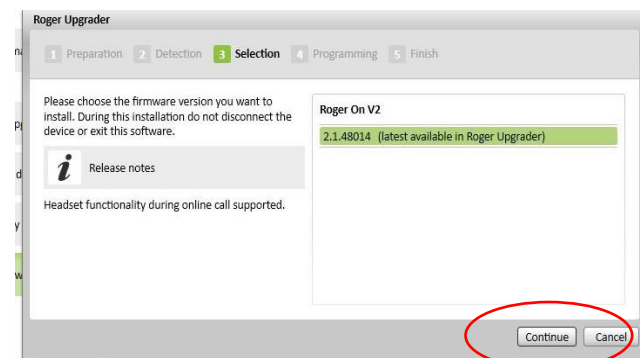 Roger Upgrader
1 Preparation 2 Detection 3 Selection 4 Programming 5 Finish
Please choose the firmware version you want to
install. During this installation do not disconnect the
device or exit this software.
i Release notes
Headset functionality during online call supported.
Roger On V2
2.1.48014 (latest available in Roger Upgrader)
Continue Cancel